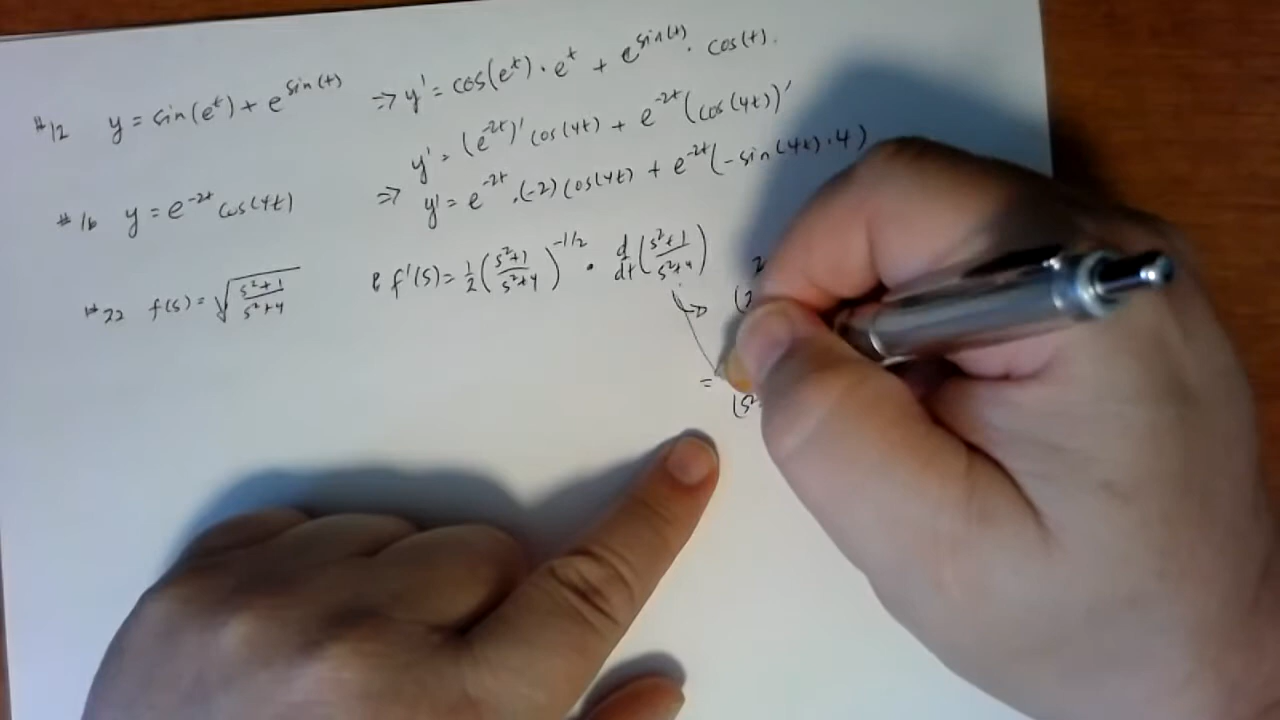 #12 y = sin(e^t) + e^sin(t) => y' = cos(e^t) · e^t + e^sin(t) · cos(t).
y' = (e^-2t)' cos(4t) + e^-2t (cos(4t))'
#16 y = e^-2t cos(4t) => y' = e^-2t · (-2) cos(4t) + e^-2t (-sin(4t) · 4)
#22 f(s) = √((s²+1)/(s²+4)) f'(s) = 1/2 ((s²+1)/(s²+4))^-1/2 · d/dt ((s²+1)/(s²+4))
=